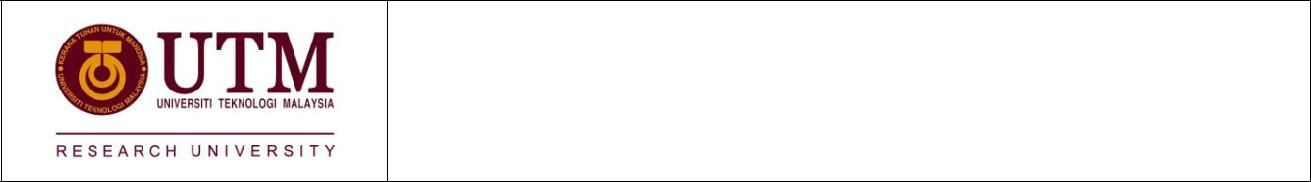 KERANA TUHAN UNTUK MANUSIA
UNIVERSITI TEKNOLOGI MALAYSIA
UTM
UNIVERSITI TEKNOLOGI MALAYSIA
RESEARCH UNIVERSITY